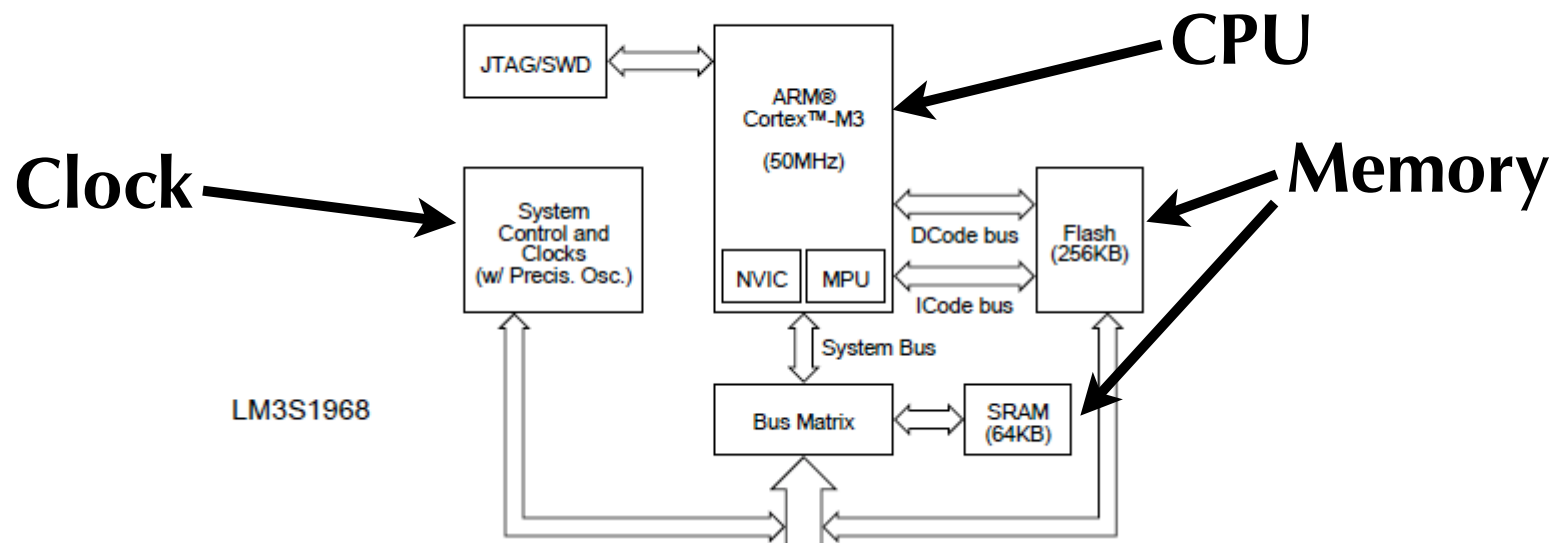 CPU
JTAG/SWD
ARM®
Cortex™-M3
(50MHz)
Memory
Clock
System
Control and
Clocks
(w/ Precis. Osc.)
DCode bus
Flash
(256KB)
NVIC
MPU
ICode bus
System Bus
LM3S1968
Bus Matrix
SRAM
(64KB)